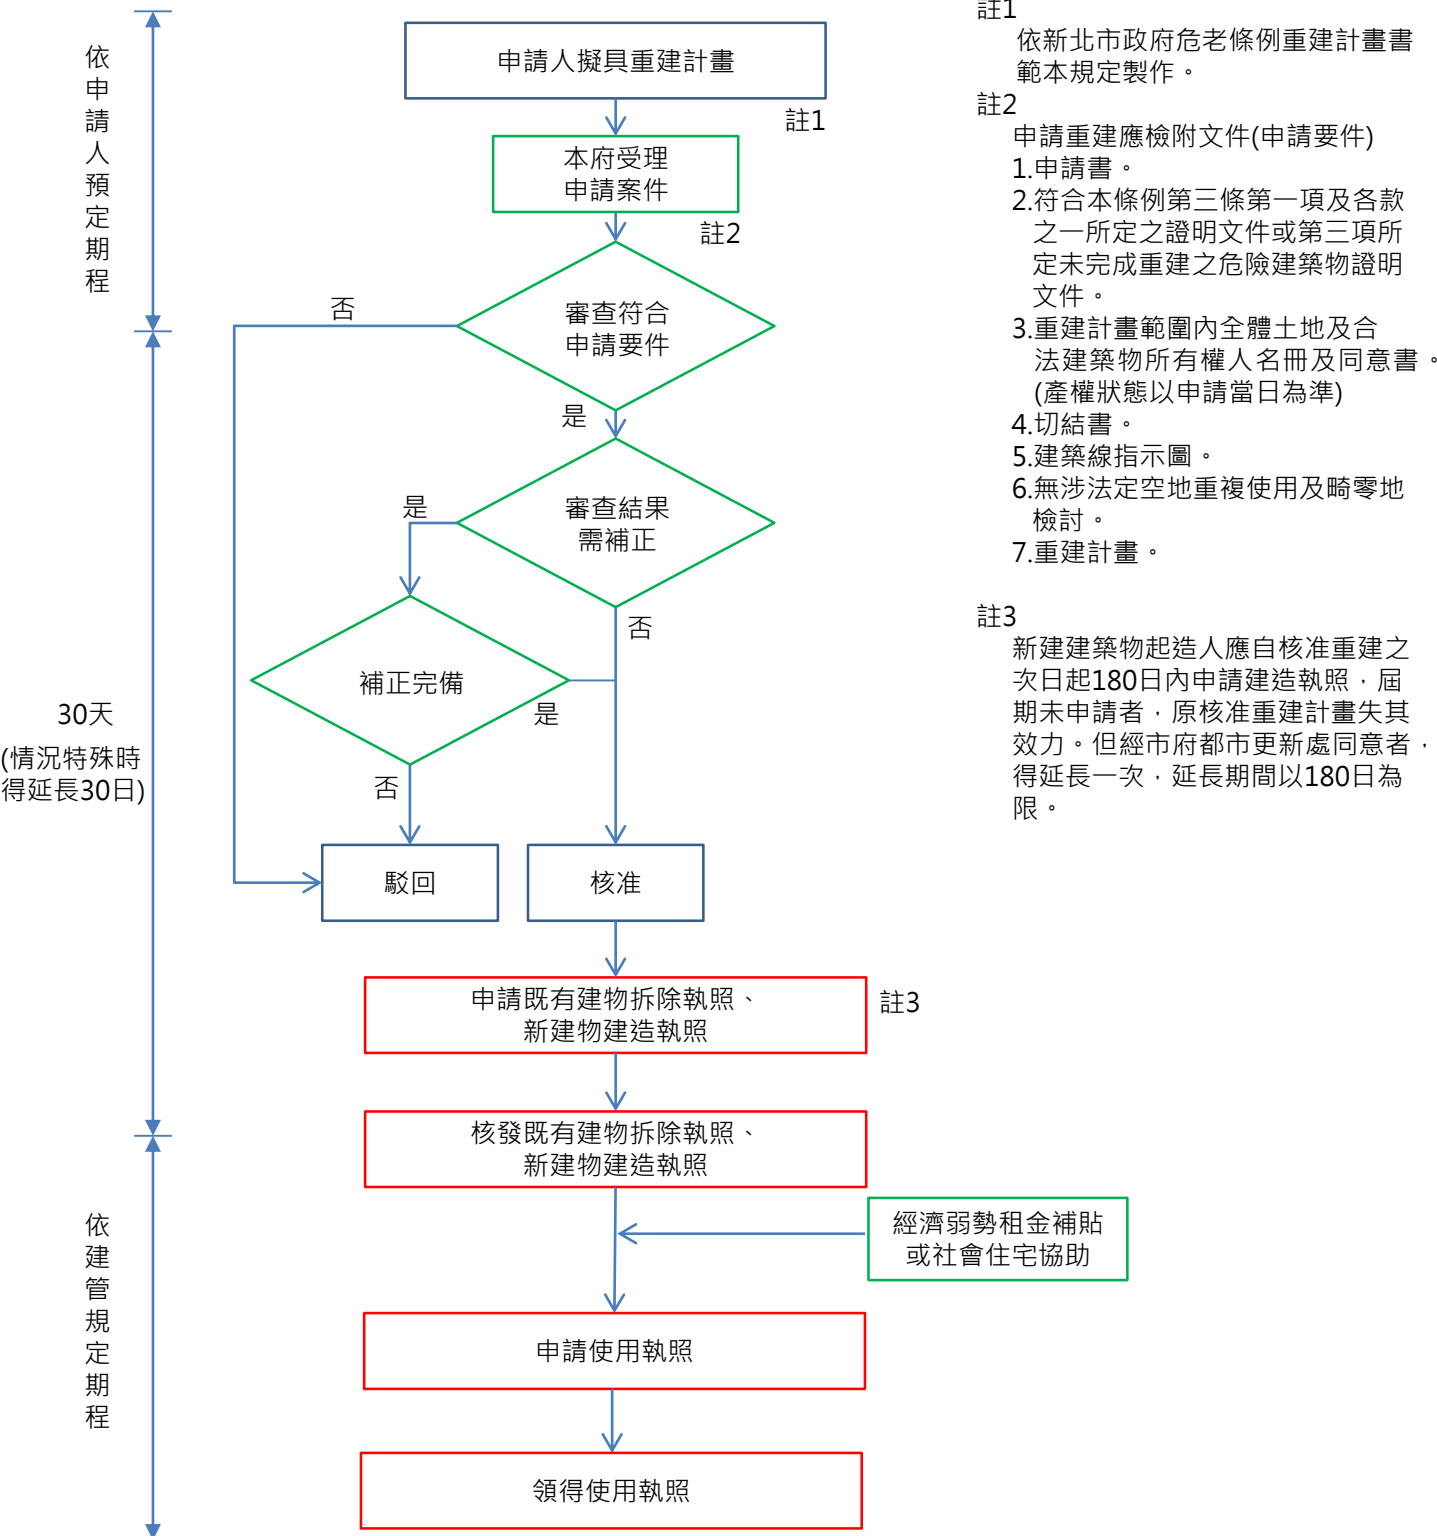 依
申
請
人
預
定
期
程
30天
(情況特殊時
得延長30日)
依
建
管
規
定
期
程
申請人擬具重建計畫
註1
本府受理
申請案件
註2
審查符合
申請要件
否
是
審查結果
需補正
是
否
補正完備
是
否
駁回
核准
申請既有建物拆除執照、
新建物建造執照
註3
核發既有建物拆除執照、
新建物建造執照
經濟弱勢租金補貼
或社會住宅協助
申請使用執照
領得使用執照
註1
依新北市政府危老條例重建計畫書
範本規定製作。
註2
申請重建應檢附文件(申請要件)
1.申請書。
2.符合本條例第三條第一項及各款
之一所定之證明文件或第三項所
定未完成重建之危險建築物證明
文件。
3.重建計畫範圍內全體土地及合
法建築物所有權人名冊及同意書。
(產權狀態以申請當日為準)
4.切結書。
5.建築線指示圖。
6.無涉法定空地重複使用及畸零地
檢討。
7.重建計畫。
註3
新建建築物起造人應自核准重建之
次日起180日內申請建造執照，屆
期未申請者，原核准重建計畫失其
效力。但經市府都市更新處同意者，
得延長一次，延長期間以180日為
限。